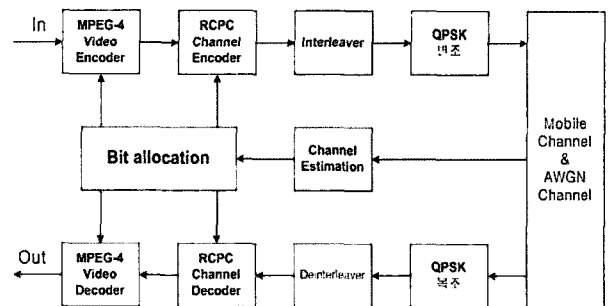 In
MPEG-4
Video
Encoder
RCPC
Channel
Encoder
Interleaver
QPSK
변조
Bit allocation
Channel
Estimation
Mobile
Channel
&
AWGN
Channel
Out
MPEG-4
Video
Decoder
RCPC
Channel
Decoder
Deinterleaver
QPSK
복조